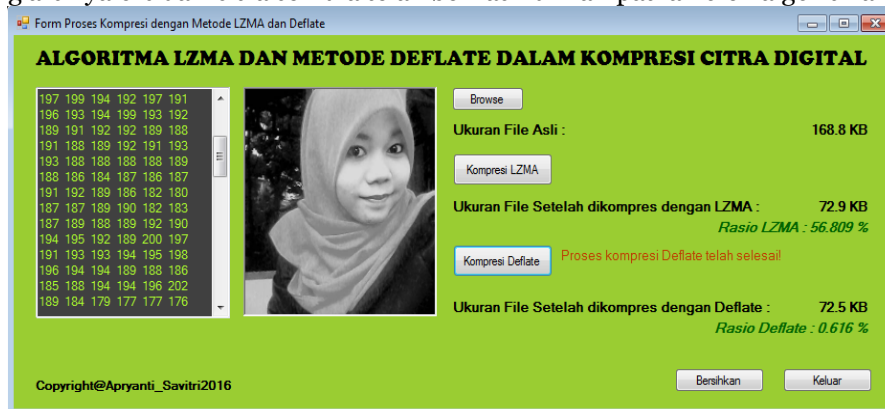 Form Proses Kompresi dengan Metode LZMA dan Deflate
ALGORITMA LZMA DAN METODE DEFLATE DALAM KOMPRESI CITRA DIGITAL
197 199 194 192 197 191
196 193 194 199 193 192
189 191 192 192 189 188
191 188 189 192 191 193
193 188 188 188 188 189
188 186 184 187 186 187
191 192 189 186 182 180
187 187 189 190 182 183
187 189 188 189 192 190
194 195 192 189 200 197
191 193 193 194 195 198
196 194 194 189 188 186
185 188 194 194 196 202
189 184 179 177 177 176
Browse
Ukuran File Asli : 168.8 KB
Kompresi LZMA
Ukuran File Setelah dikompres dengan LZMA : 72.9 KB
Rasio LZMA : 56.809 %
Kompresi Deflate Proses kompresi Deflate telah selesai!
Ukuran File Setelah dikompres dengan Deflate : 72.5 KB
Rasio Deflate : 0.616 %
Copyright@Apryanti_Savitri2016
Bersihkan Keluar